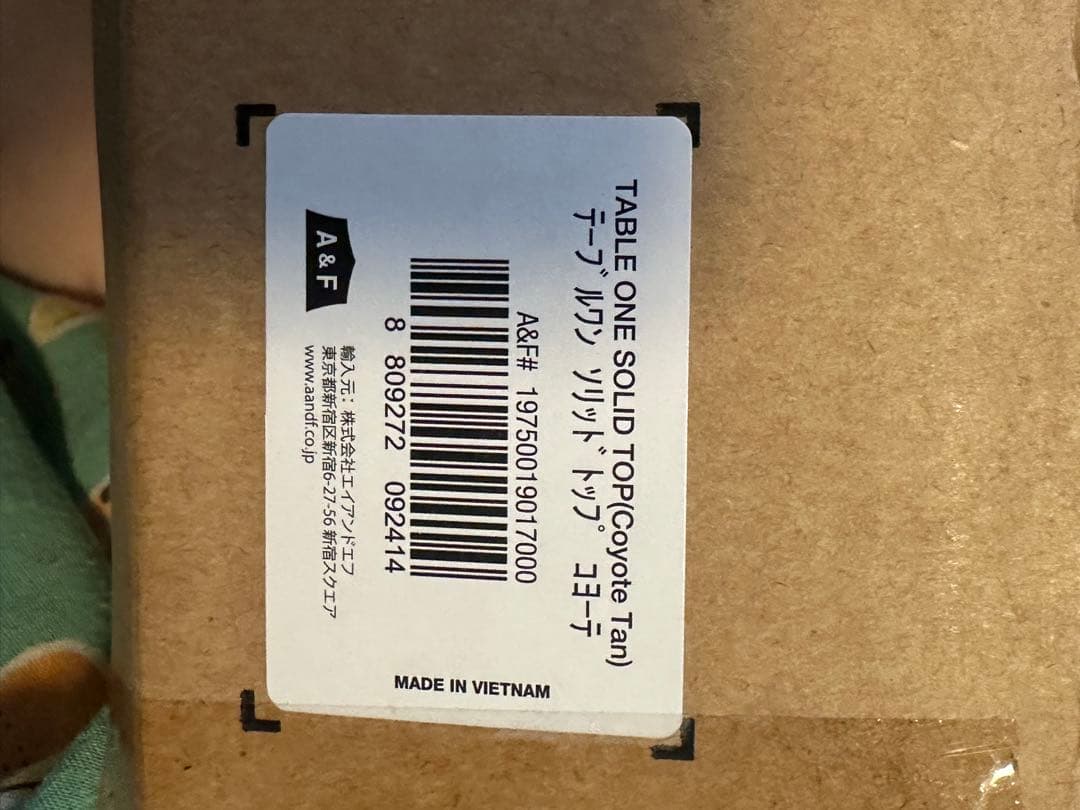 TABLE ONE SOLID TOP(Coyote Tan)
ﾃｰﾌﾞﾙﾜﾝ ｿﾘｯﾄﾞﾄｯﾌﾟ ｺﾖｰﾃ
A&F# 19750019017000
8 809272 092414
A&F
輸入元：株式会社エイアンドエフ
東京都新宿区新宿6-27-56 新宿スクエア
www.aandf.co.jp
MADE IN VIETNAM